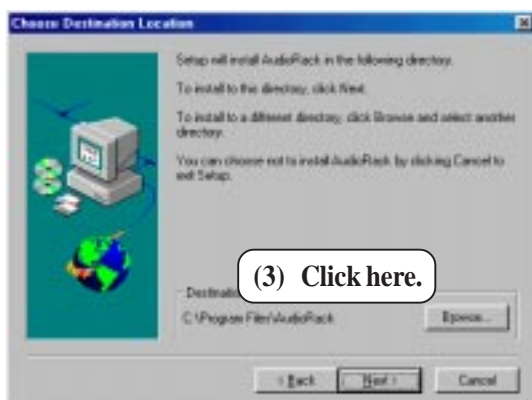 Choose Destination Location
Setup will install AudioRack in the following directory.
To install to this directory, click Next.
To install to a different directory, click Browse and select another
directory.
You can choose not to install AudioRack by clicking Cancel to
exit Setup.
(3) Click here.
C:\Program Files\AudioRack
Browse...
< Back
Next >
Cancel